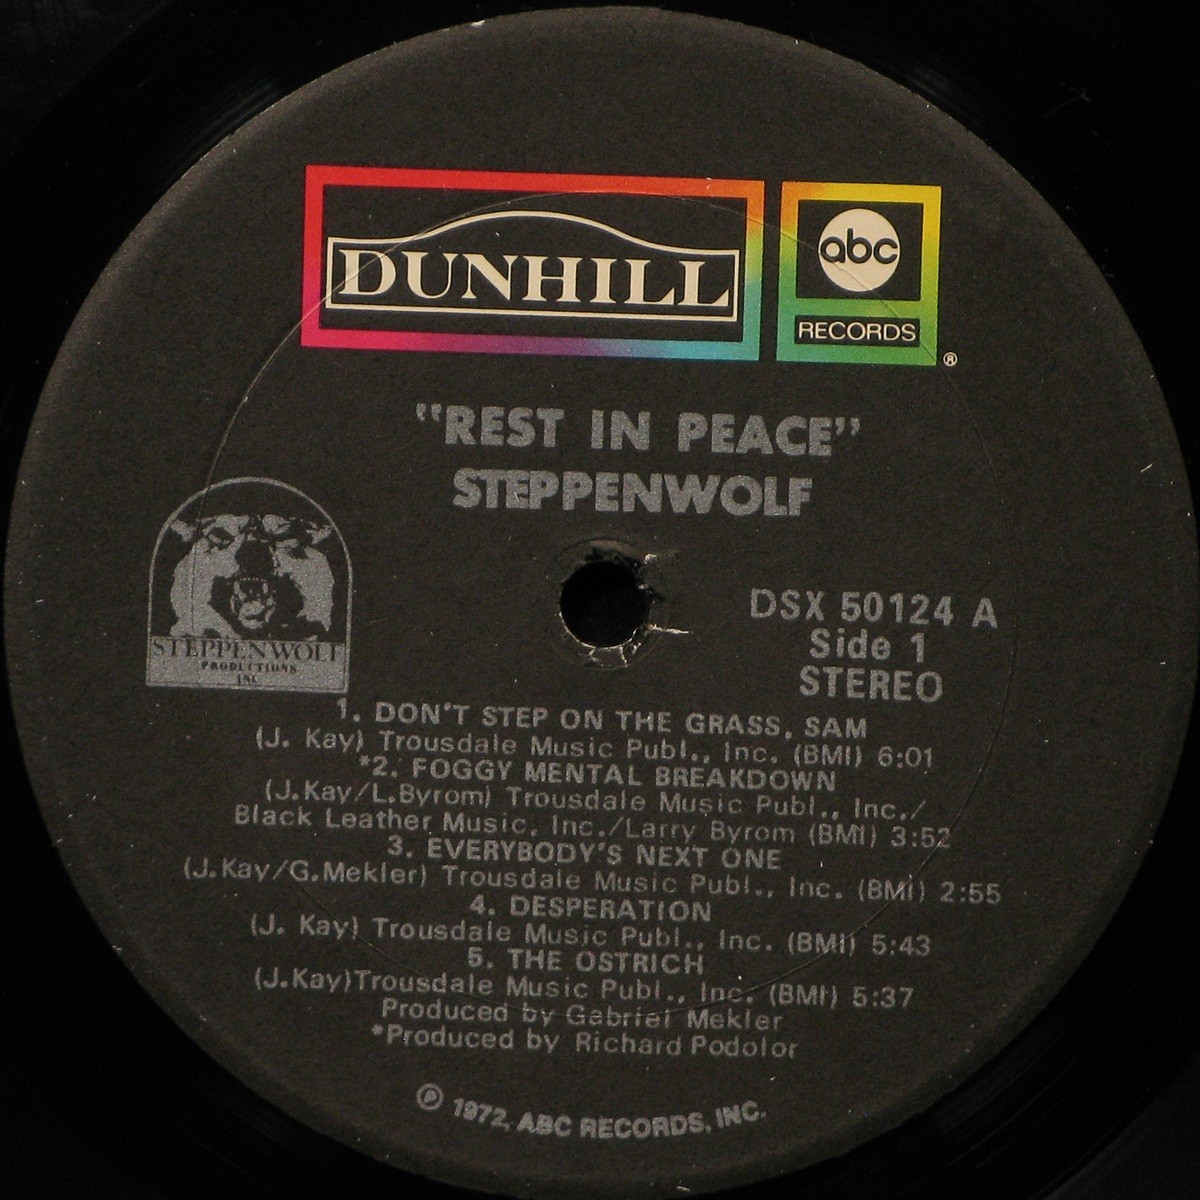 DUNHILL
abc
RECORDS
®
"REST IN PEACE"
STEPPENWOLF
STEPPENWOLF
PRODUCTIONS
INC
DSX 50124 A
Side 1
STEREO
1. DON'T STEP ON THE GRASS, SAM
(J. Kay) Trousdale Music Publ., Inc. (BMI) 6:01
*2. FOGGY MENTAL BREAKDOWN
(J.Kay/L.Byrom) Trousdale Music Publ., Inc./
Black Leather Music, Inc./Larry Byrom (BMI) 3:52
3. EVERYBODY'S NEXT ONE
(J.Kay/G.Mekler) Trousdale Music Publ., Inc. (BMI) 2:55
4. DESPERATION
(J. Kay) Trousdale Music Publ., Inc. (BMI) 5:43
5. THE OSTRICH
(J.Kay)Trousdale Music Publ., Inc. (BMI) 5:37
Produced by Gabriel Mekler
*Produced by Richard Podolor
℗ 1972, ABC RECORDS, INC.